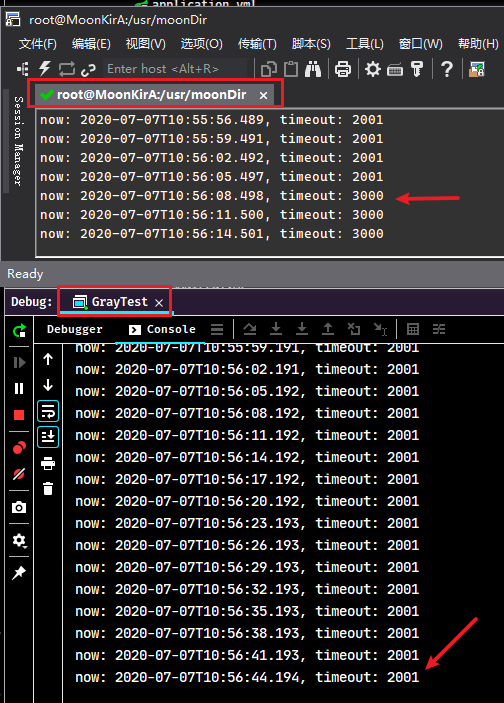 application.yml
root@MoonKirA:/usr/moonDir
文件(F) 编辑(E) 视图(V) 选项(O) 传输(T) 脚本(S) 工具(L) 窗口(W) 帮助(H)
Enter host <Alt+R>
Session Manager
root@MoonKirA:/usr/moonDir ×
now: 2020-07-07T10:55:56.489, timeout: 2001
now: 2020-07-07T10:55:59.491, timeout: 2001
now: 2020-07-07T10:56:02.492, timeout: 2001
now: 2020-07-07T10:56:05.497, timeout: 2001
now: 2020-07-07T10:56:08.498, timeout: 3000
now: 2020-07-07T10:56:11.500, timeout: 3000
now: 2020-07-07T10:56:14.501, timeout: 3000
Ready
Debug: GrayTest ×
Debugger Console
now: 2020-07-07T10:55:59.191, timeout: 2001
now: 2020-07-07T10:56:02.191, timeout: 2001
now: 2020-07-07T10:56:05.192, timeout: 2001
now: 2020-07-07T10:56:08.192, timeout: 2001
now: 2020-07-07T10:56:11.192, timeout: 2001
now: 2020-07-07T10:56:14.192, timeout: 2001
now: 2020-07-07T10:56:17.192, timeout: 2001
now: 2020-07-07T10:56:20.192, timeout: 2001
now: 2020-07-07T10:56:23.193, timeout: 2001
now: 2020-07-07T10:56:26.193, timeout: 2001
now: 2020-07-07T10:56:29.193, timeout: 2001
now: 2020-07-07T10:56:32.193, timeout: 2001
now: 2020-07-07T10:56:35.193, timeout: 2001
now: 2020-07-07T10:56:38.193, timeout: 2001
now: 2020-07-07T10:56:41.193, timeout: 2001
now: 2020-07-07T10:56:44.194, timeout: 2001